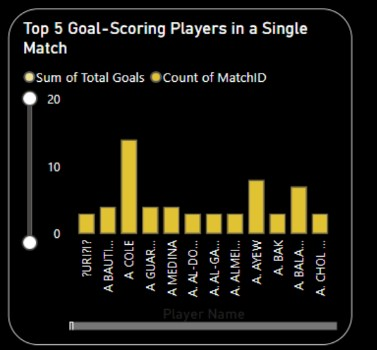 Top 5 Goal-Scoring Players in a Single
Match
Sum of Total Goals Count of MatchID
20
10
0
?URI?I?
A BAUTI...
A COLE
A GUAR...
A MEDINA
A. AL-DO...
A. AL-GA...
A. ALMEI...
A. AYEW
A. BAK
A. BALA...
A. CHOL ...
Player Name